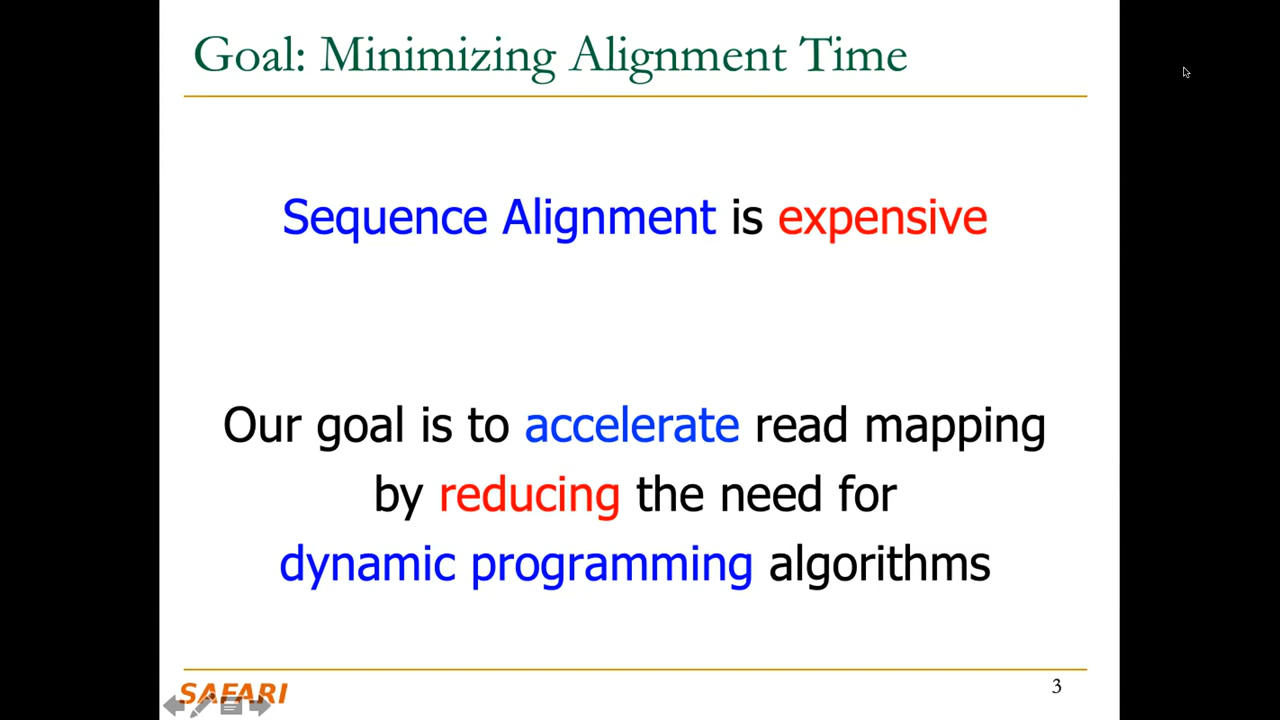 Goal: Minimizing Alignment Time
Sequence Alignment is expensive
Our goal is to accelerate read mapping
by reducing the need for
dynamic programming algorithms
SAFARI
3